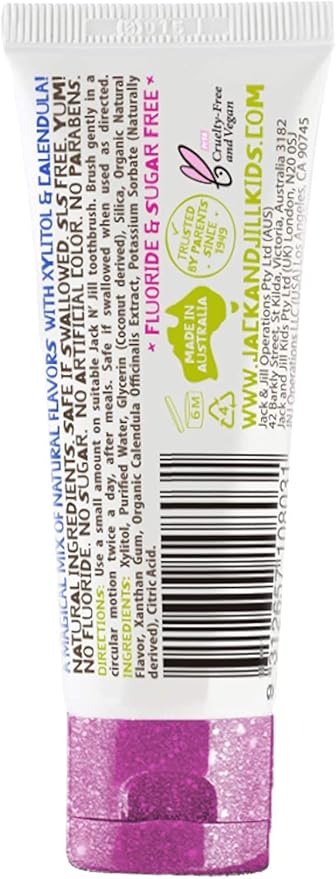 A MAGICAL MIX OF NATURAL FLAVORS WITH XYLITOL & CALENDULA!
NATURAL INGREDIENTS. SAFE IF SWALLOWED. SLS FREE. YUM!
NO FLUORIDE. NO SUGAR. NO ARTIFICIAL COLOR. NO PARABENS.
DIRECTIONS: Use a small amount on suitable Jack N' Jill toothbrush. Brush gently in a
circular motion twice a day, after meals. Safe if swallowed when used as directed.
INGREDIENTS: Xylitol, Purified Water, Glycerin (Coconut derived), Silica, Organic Natural
Flavor, Xanthan Gum, Organic Calendula Officinalis Extract, Potassium Sorbate (Naturally
derived), Citric Acid.
* FLUORIDE & SUGAR FREE *
Cruelty-Free
and Vegan
TRUSTED
BY PARENTS
SINCE
1949
MADE IN
AUSTRALIA
6M
4
WWW.JACKANDJILLKIDS.COM
Jack & Jill Operations Pty Ltd (AUS)
42 Barkly Street, St Kilda, Victoria, Australia 3182
Jack and Jill Kids Pty Ltd (UK) London, N20 0SJ
JNJ Operations LLC (USA) Los Angeles, CA 90745
9 312657 108031